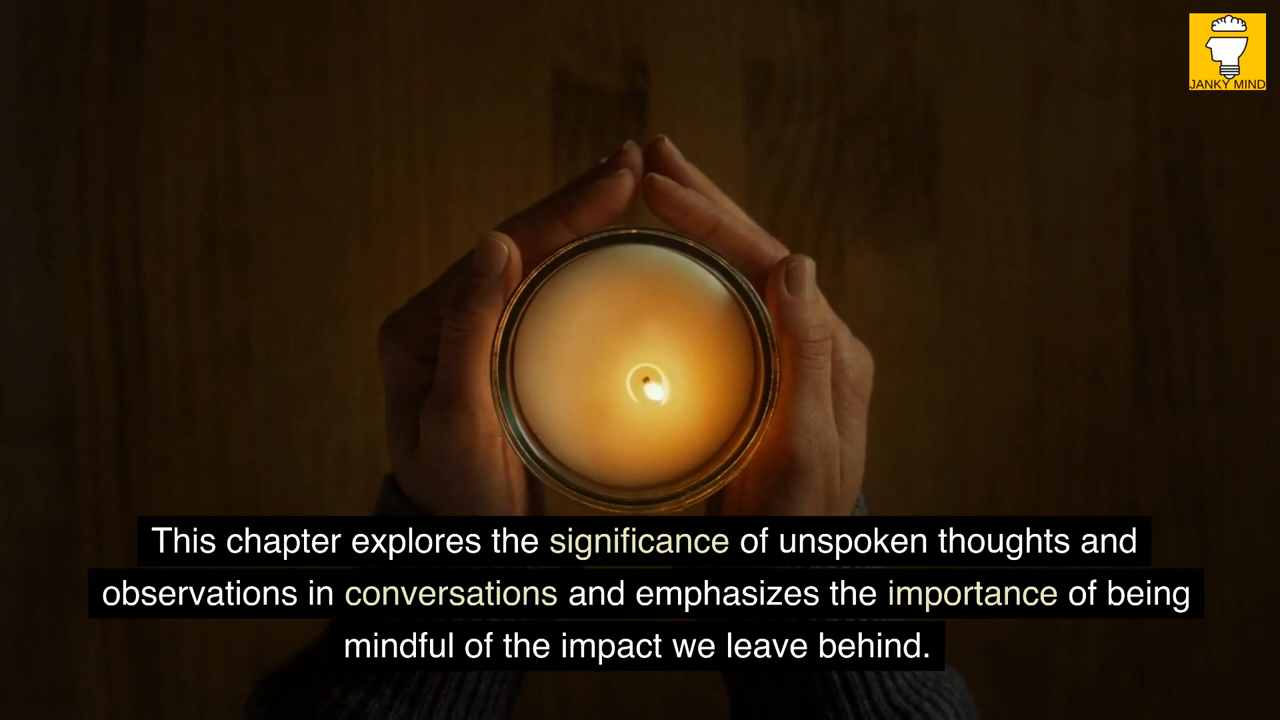 JANKY MIND
This chapter explores the significance of unspoken thoughts and
observations in conversations and emphasizes the importance of being
mindful of the impact we leave behind.